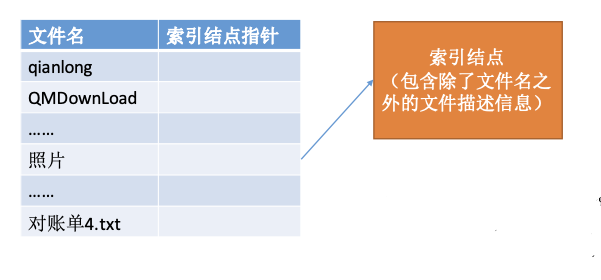 文件名 索引结点指针
qianlong
QMDownLoad
……
照片
……
对账单4.txt
索引结点
（包含除了文件名之
外的文件描述信息）